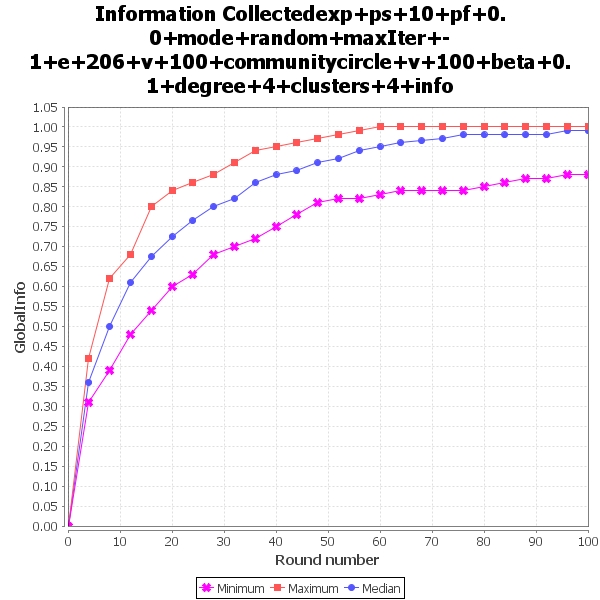 Information Collectedexp+ps+10+pf+0.
0+mode+random+maxIter+-
1+e+206+v+100+communitycircle+v+100+beta+0.
1+degree+4+clusters+4+info
1.05
1.00
0.95
0.90
0.85
0.80
0.75
0.70
0.65
0.60
0.55
0.50
0.45
0.40
0.35
0.30
0.25
0.20
0.15
0.10
0.05
0.00
GlobalInfo
0 10 20 30 40 50 60 70 80 90 100
Round number
Minimum Maximum Median